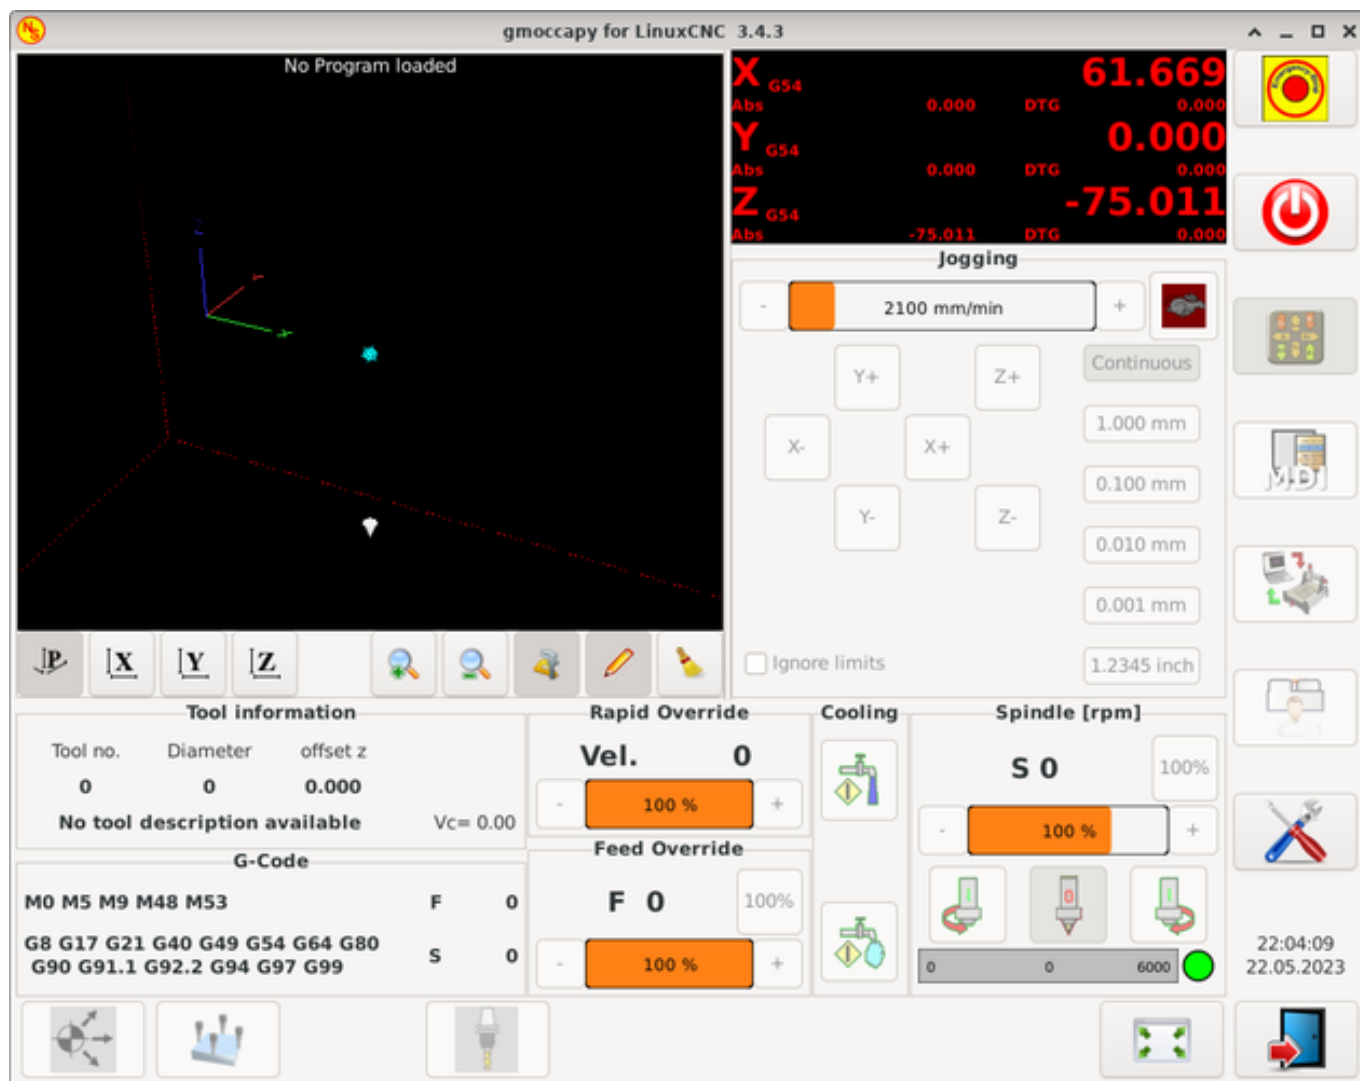 gmoccapy for LinuxCNC 3.4.3
No Program loaded
X G54 61.669
Abs 0.000 DTG 0.000
Y G54 0.000
Abs 0.000 DTG 0.000
Z G54 -75.011
Abs -75.011 DTG 0.000
Jogging
- 2100 mm/min +
Y+ Z+ Continuous
1.000 mm
X- X+
0.100 mm
Y- Z-
0.010 mm
0.001 mm
Ignore limits 1.2345 inch
MDI
P X Y Z
Tool information
Tool no. Diameter offset z
0 0 0.000
No tool description available Vc= 0.00
G-Code
M0 M5 M9 M48 M53 F 0
G8 G17 G21 G40 G49 G54 G64 G80
G90 G91.1 G92.2 G94 G97 G99
S 0
Rapid Override
Vel. 0
- 100 % +
Feed Override
F 0 100%
- 100 % +
Cooling
Spindle [rpm]
S 0 100%
- 100 % +
1 0 1
0 0 6000
22:04:09
22.05.2023